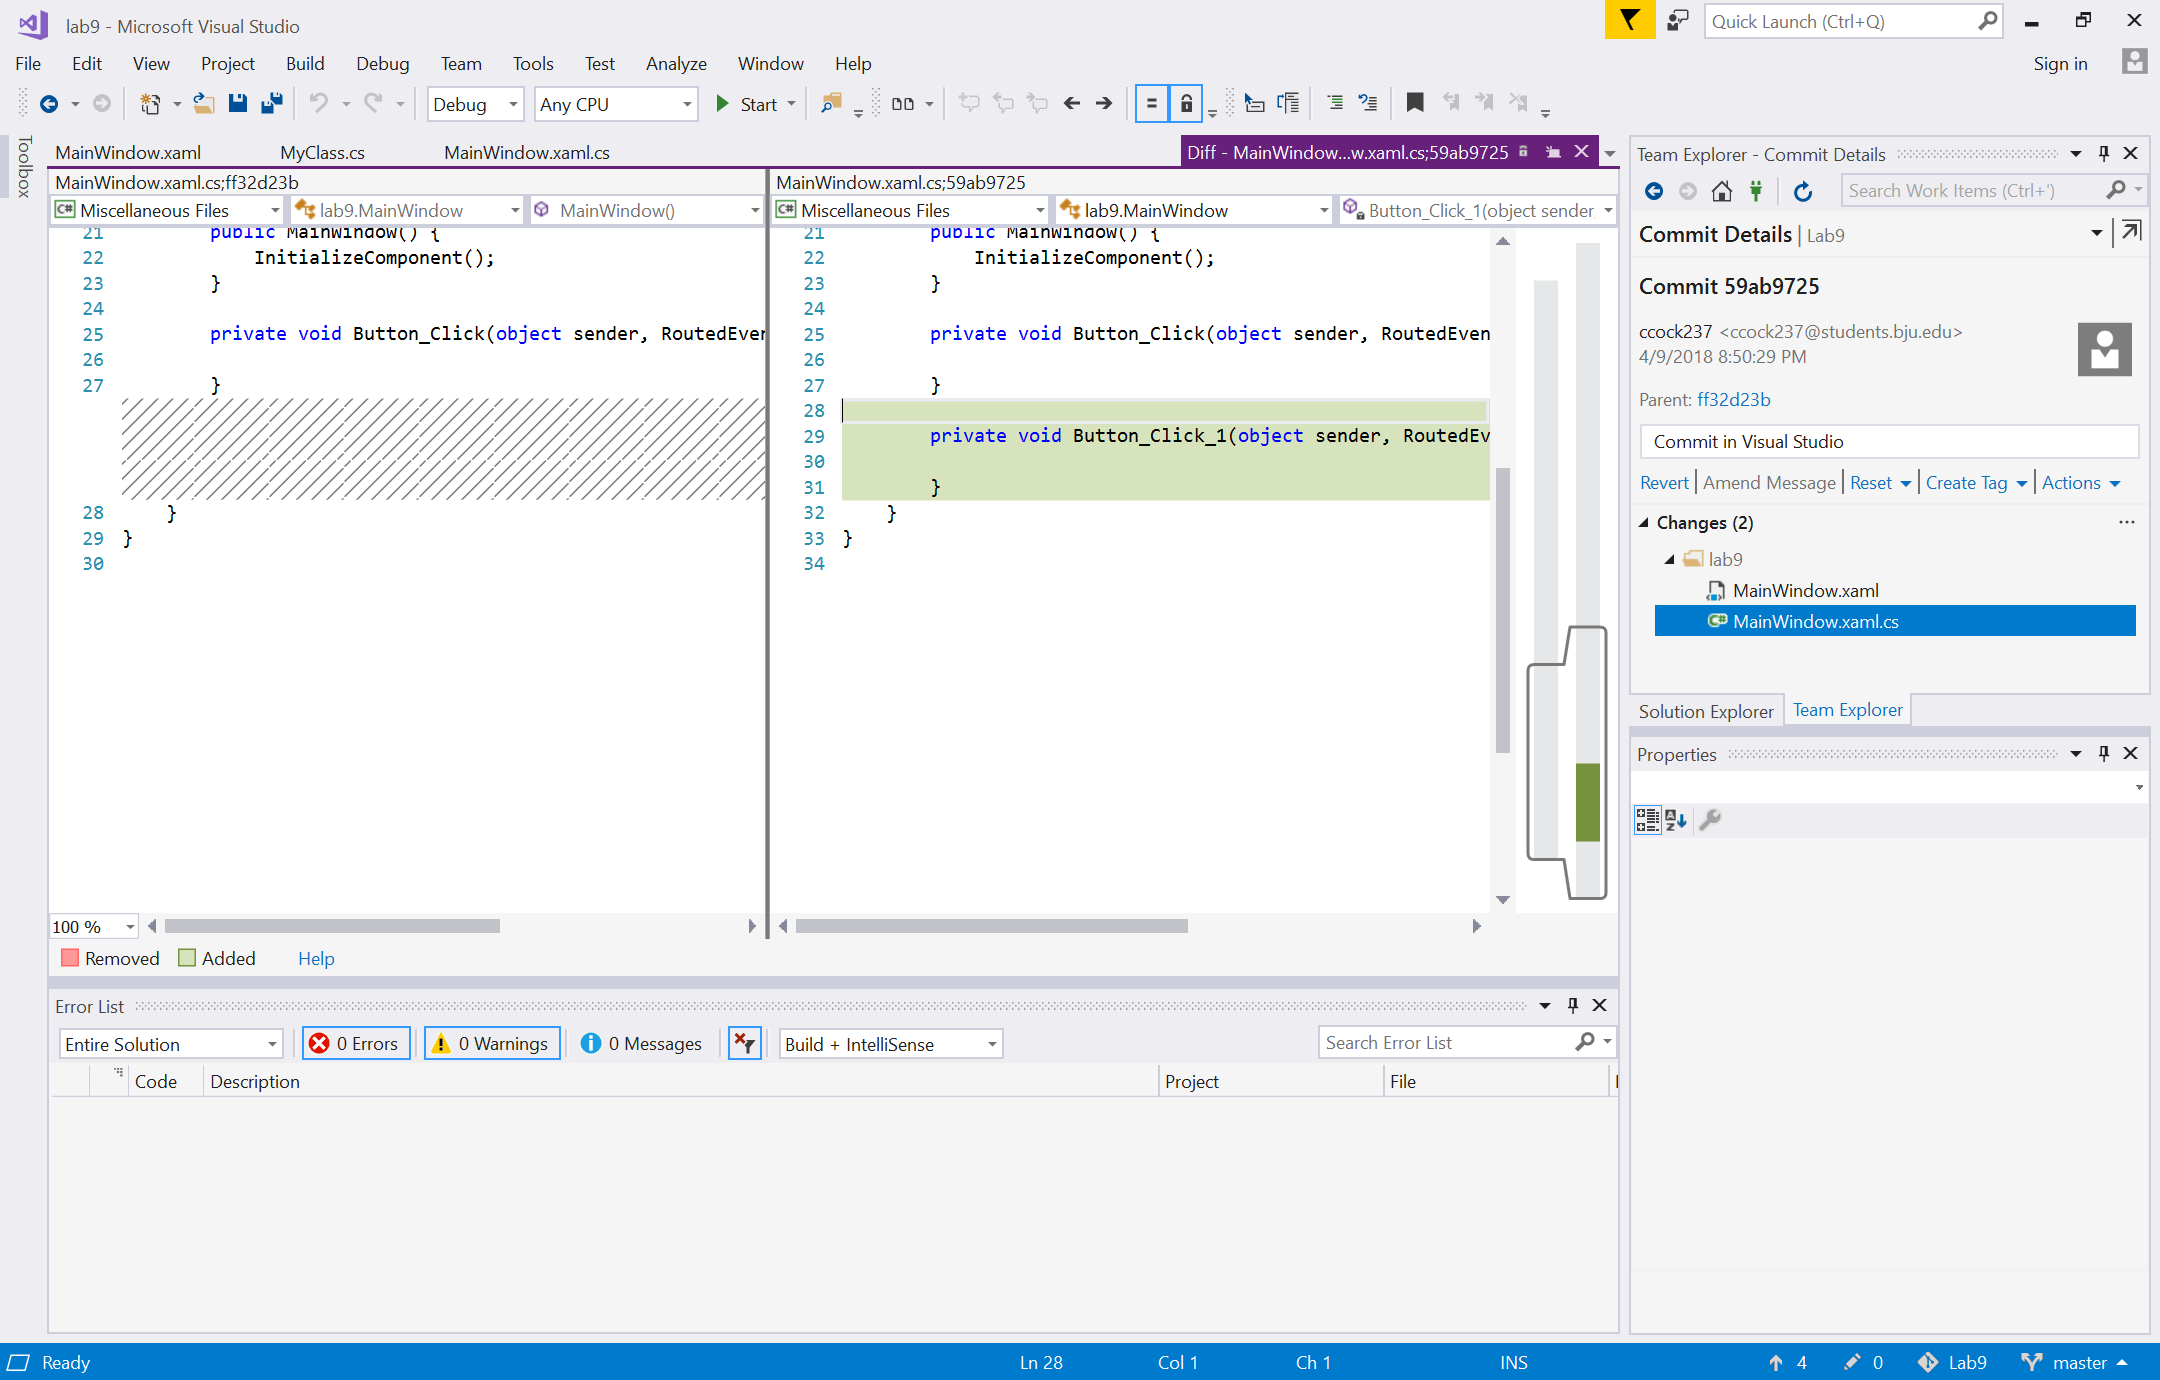 lab9 - Microsoft Visual Studio
Quick Launch (Ctrl+Q)
File Edit View Project Build Debug Team Tools Test Analyze Window Help
Sign in
Debug Any CPU Start
Toolbox
MainWindow.xaml MyClass.cs MainWindow.xaml.cs Diff - MainWindow...w.xaml.cs;59ab9725
MainWindow.xaml.cs;ff32d23b
Miscellaneous Files lab9.MainWindow MainWindow()
21 public MainWindow() {
22 InitializeComponent();
23 }
24
25 private void Button_Click(object sender, RoutedEven
26
27 }
28 }
29 }
30
MainWindow.xaml.cs;59ab9725
Miscellaneous Files lab9.MainWindow Button_Click_1(object sender
21 public MainWindow() {
22 InitializeComponent();
23 }
24
25 private void Button_Click(object sender, RoutedEven
26
27 }
28
29 private void Button_Click_1(object sender, RoutedEv
30
31 }
32 }
33 }
34
100 %
Removed Added Help
Error List
Entire Solution 0 Errors 0 Warnings 0 Messages Build + IntelliSense Search Error List
Code Description Project File
Team Explorer - Commit Details
Search Work Items (Ctrl+')
Commit Details | Lab9
Commit 59ab9725
ccock237 <ccock237@students.bju.edu>
4/9/2018 8:50:29 PM
Parent: ff32d23b
Commit in Visual Studio
Revert Amend Message Reset Create Tag Actions
Changes (2) ...
lab9
MainWindow.xaml
C# MainWindow.xaml.cs
Solution Explorer Team Explorer
Properties
Ready Ln 28 Col 1 Ch 1 INS 4 0 Lab9 master